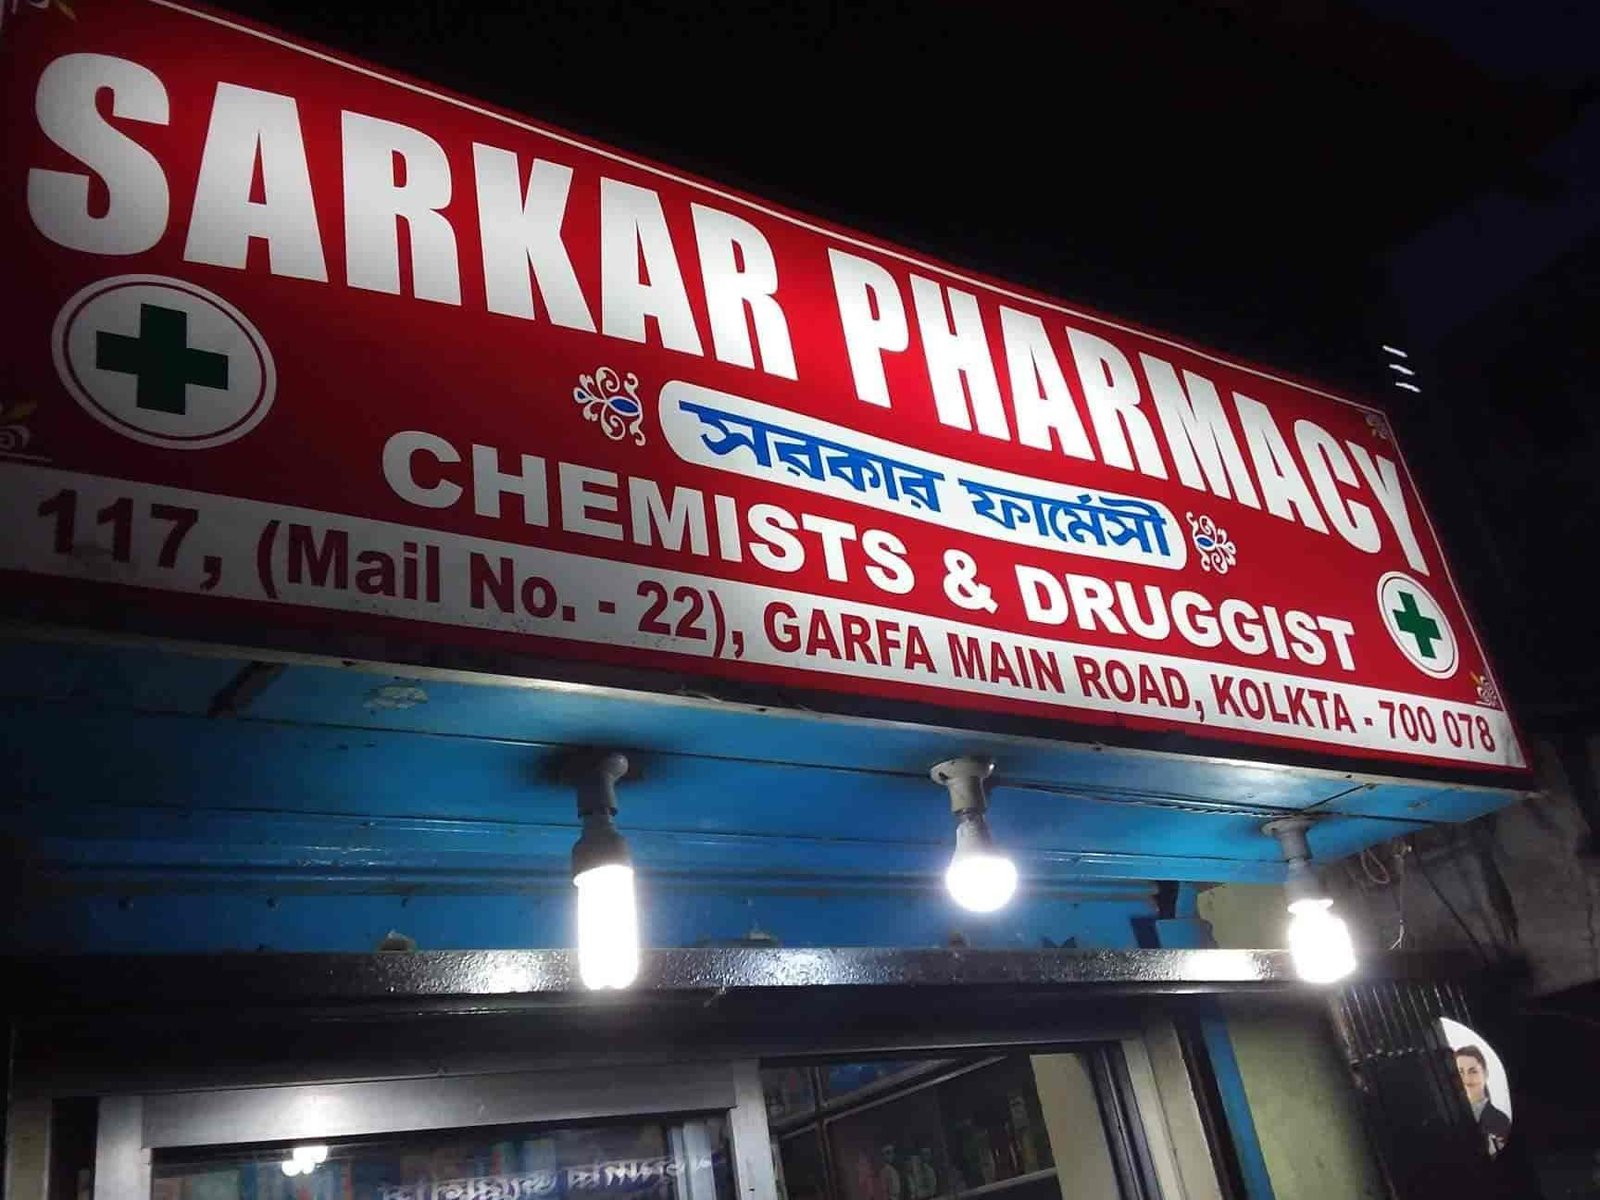 SARKAR PHARMACY
সরকার ফার্মেসী
CHEMISTS & DRUGGIST
117, (Mail No. - 22), GARFA MAIN ROAD, KOLKTA - 700 078